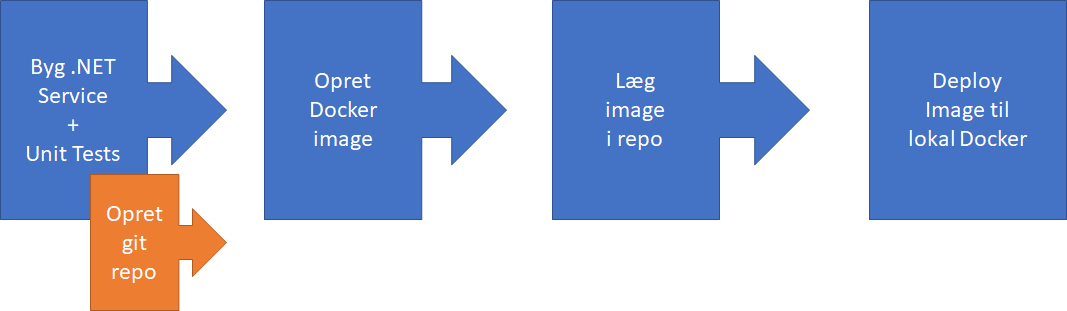 Byg .NET
Service
+
Unit Tests
Opret
git
repo
Opret
Docker
image
Læg
image
i repo
Deploy
Image til
lokal Docker